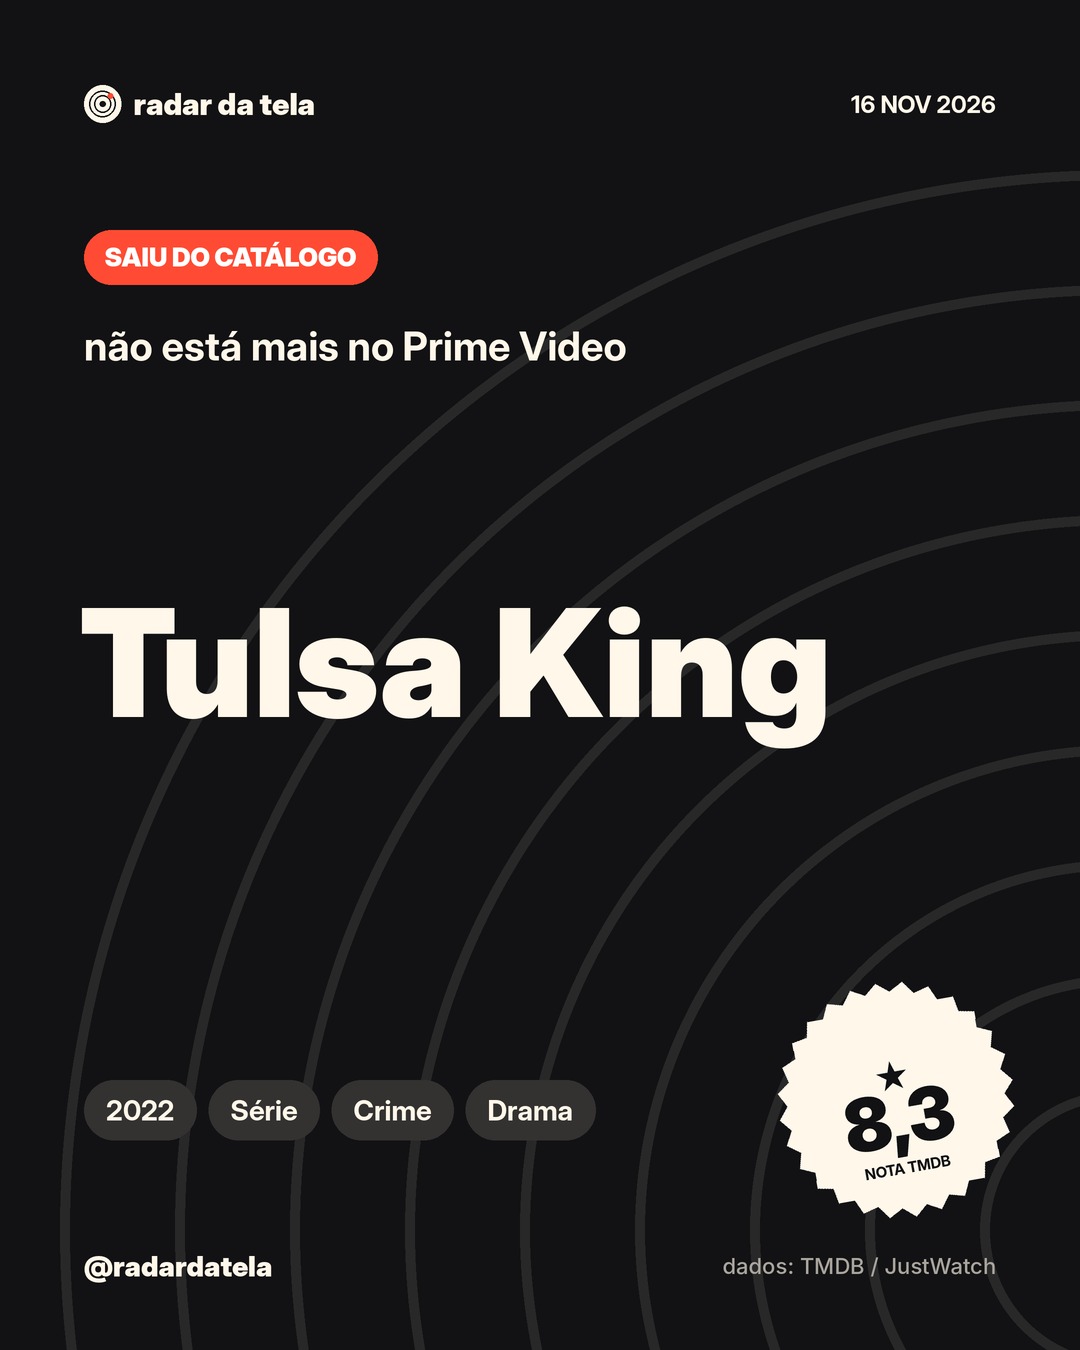 radar da tela
16 NOV 2026
SAIU DO CATÁLOGO
não está mais no Prime Video
Tulsa King
2022
Série
Crime
Drama
8,3
NOTA TMDB
@radardatela
dados: TMDB / JustWatch